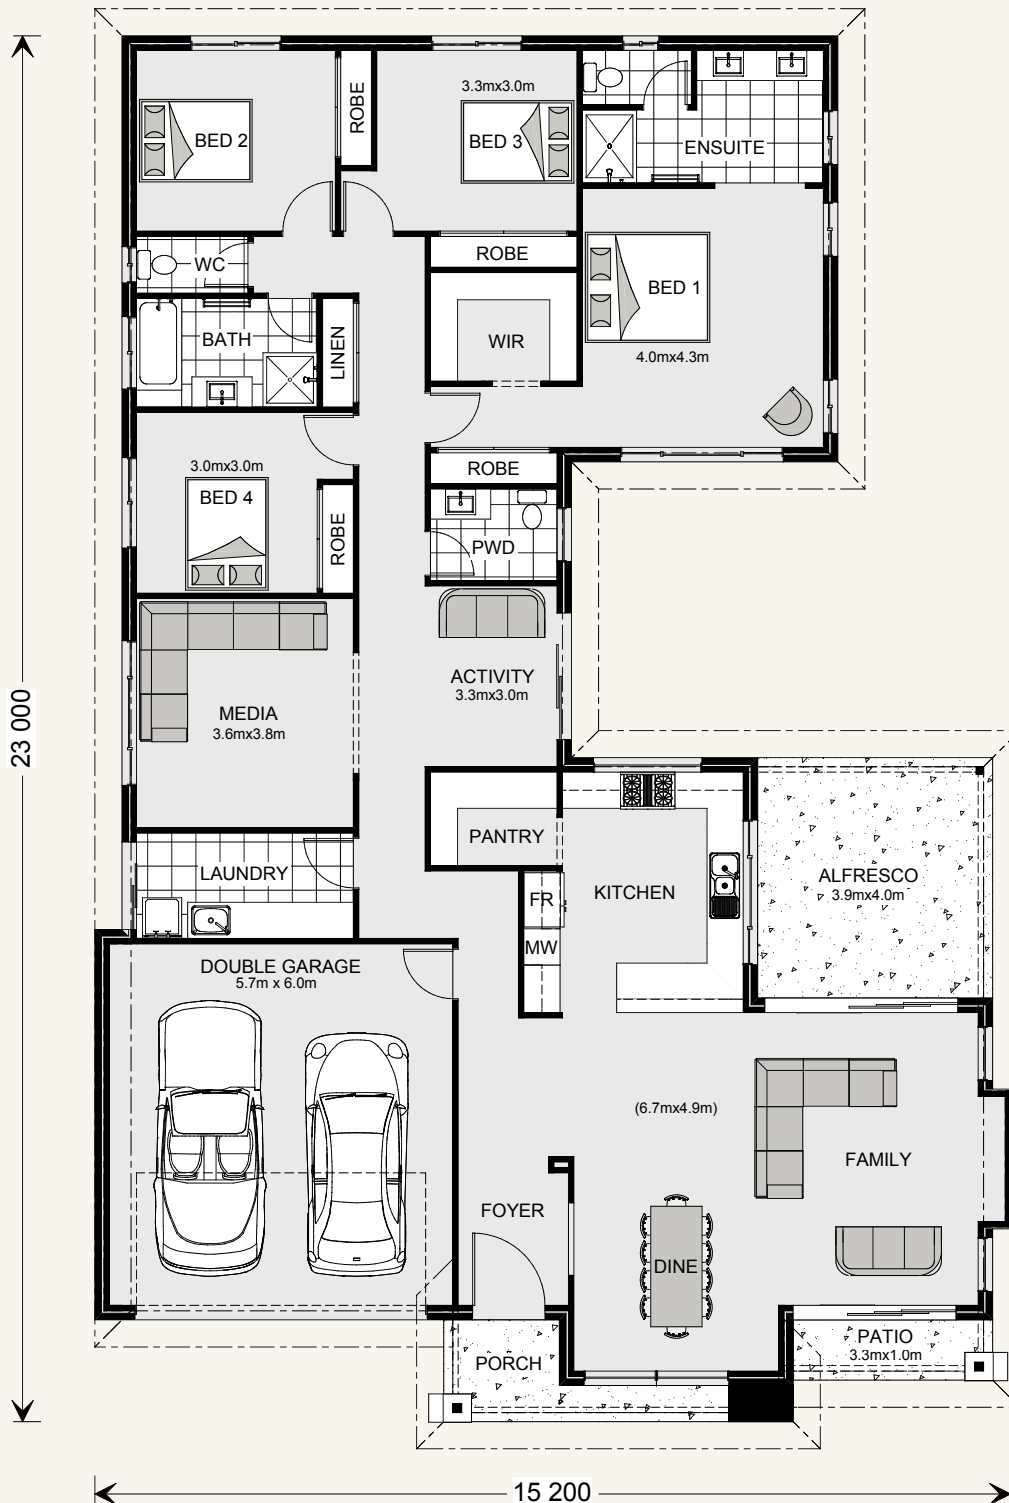 3.3mx3.0m
BED 2
ROBE
BED 3
ENSUITE
WC
ROBE
BED 1
4.0mx4.3m
BATH
LINEN
WIR
3.0mx3.0m
BED 4
ROBE
ROBE
PWD
ACTIVITY
3.3mx3.0m
MEDIA
3.6mx3.8m
23 000
PANTRY
LAUNDRY
KITCHEN
ALFRESCO
3.9mx4.0m
FR
MW
DOUBLE GARAGE
5.7m x 6.0m
(6.7mx4.9m)
FAMILY
FOYER
DINE
PORCH
PATIO
3.3mx1.0m
15 200